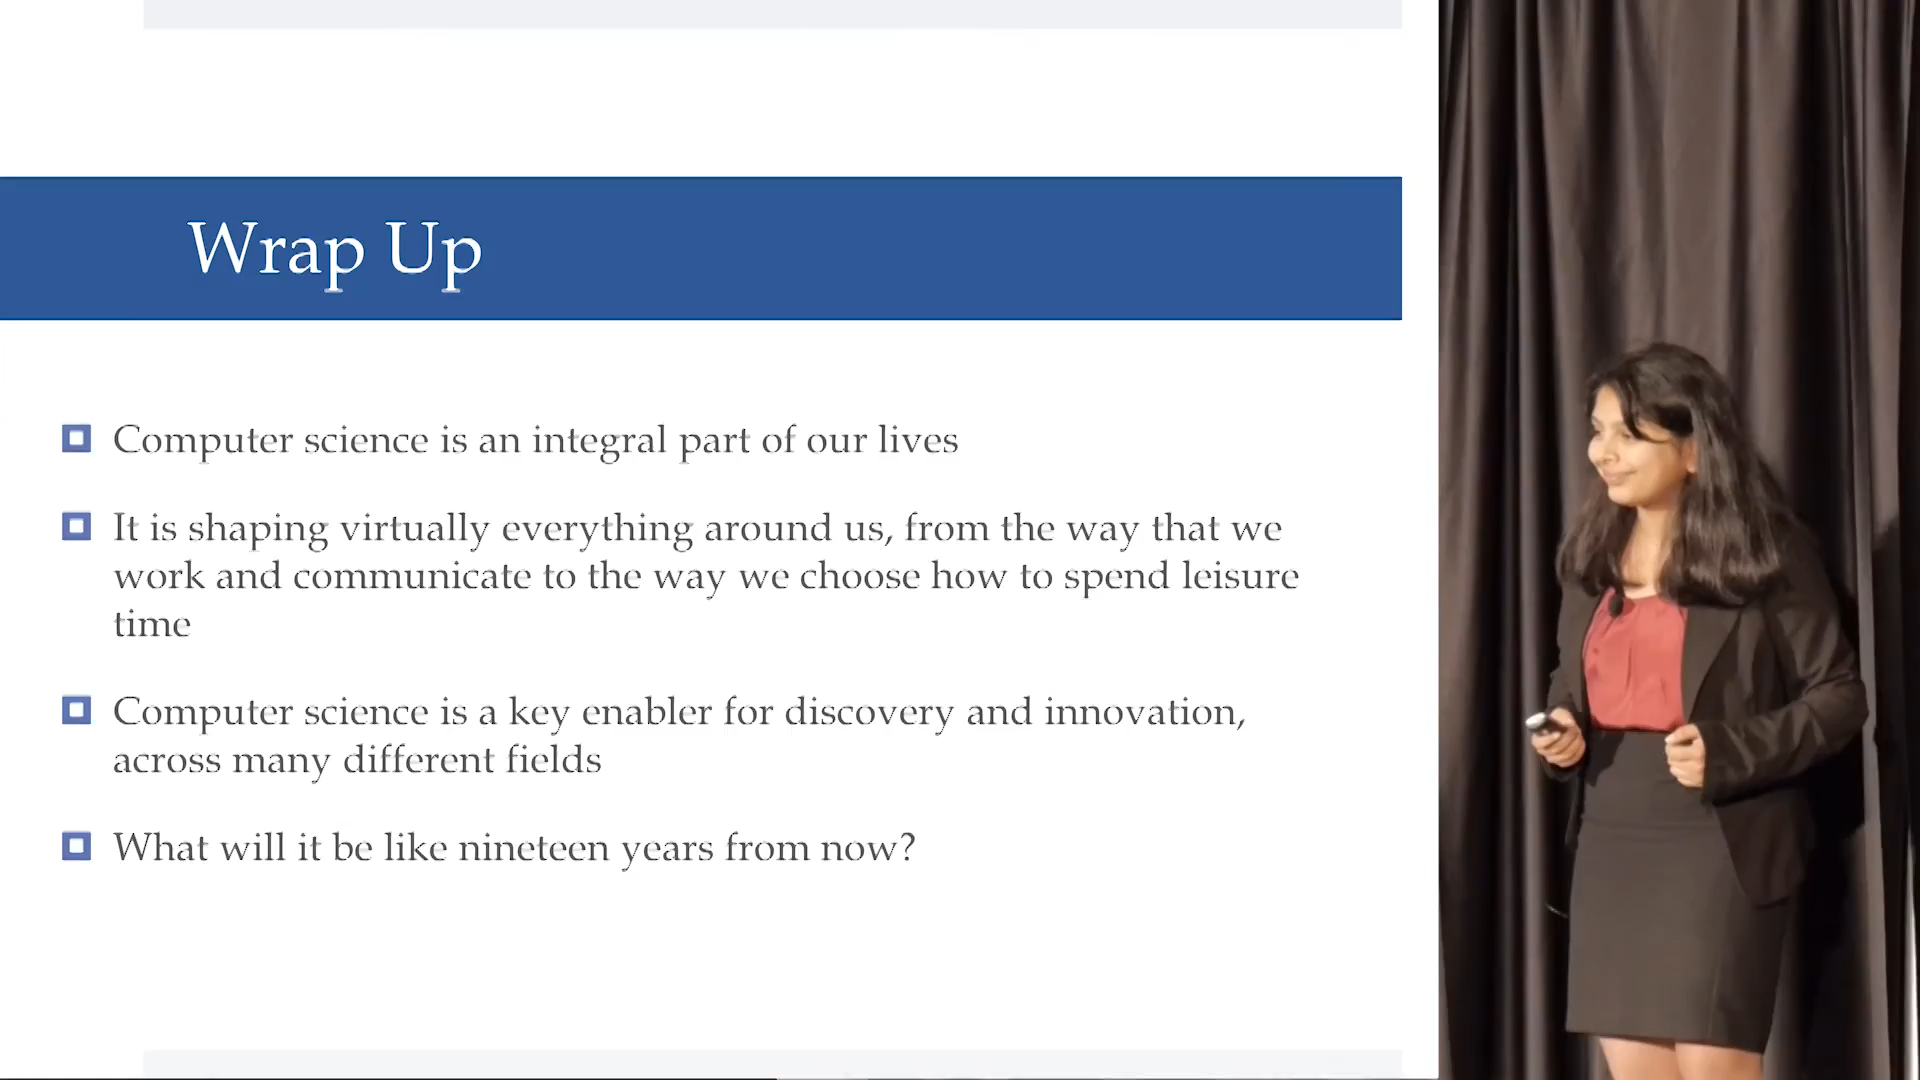 Wrap Up
Computer science is an integral part of our lives
It is shaping virtually everything around us, from the way that we
work and communicate to the way we choose how to spend leisure
time
Computer science is a key enabler for discovery and innovation,
across many different fields
What will it be like nineteen years from now?